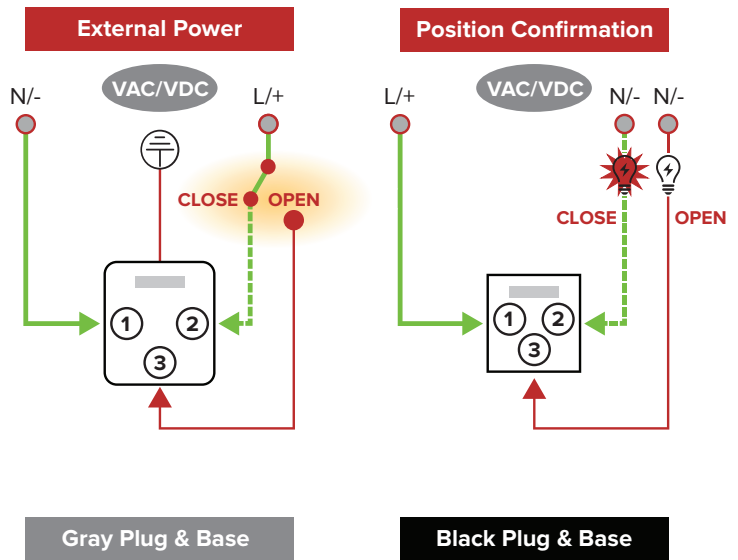 External Power
VAC/VDC
N/-
L/+
CLOSE
OPEN
1
2
3
Gray Plug & Base
Position Confirmation
VAC/VDC
L/+
N/-
N/-
CLOSE
OPEN
1
2
3
Black Plug & Base